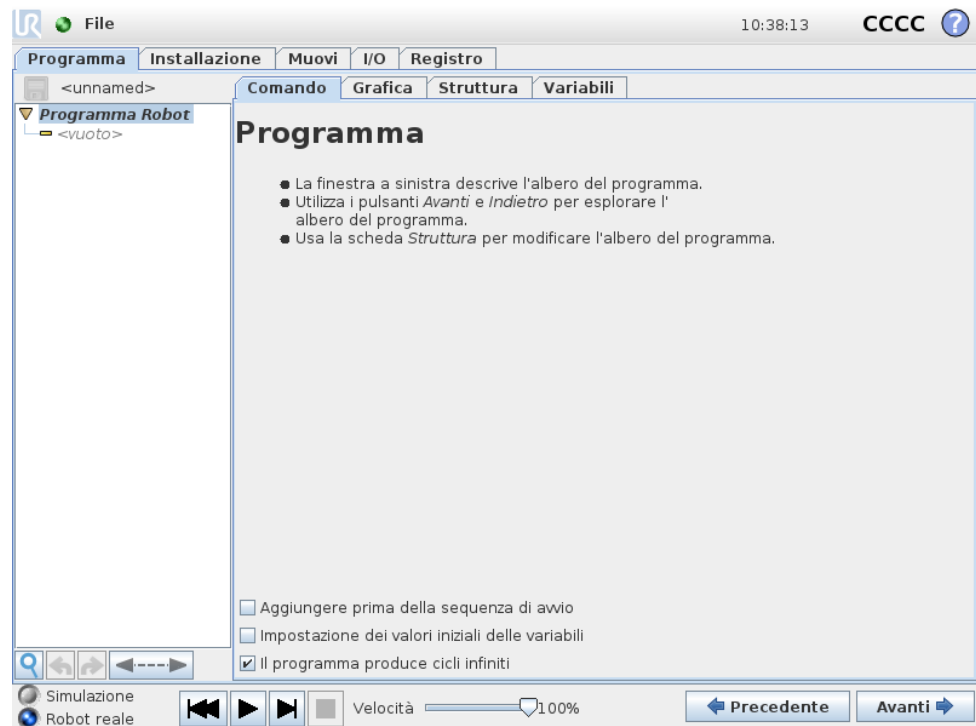 UR File 10:38:13 CCCC ?
Programma Installazione Muovi I/O Registro
<unnamed> Comando Grafica Struttura Variabili
Programma Robot
<vuoto>
Programma
La finestra a sinistra descrive l'albero del programma.
Utilizza i pulsanti Avanti e Indietro per esplorare l'
albero del programma.
Usa la scheda Struttura per modificare l'albero del programma.
Aggiungere prima della sequenza di avvio
Impostazione dei valori iniziali delle variabili
Il programma produce cicli infiniti
Simulazione
Robot reale
Velocità 100% Precedente Avanti